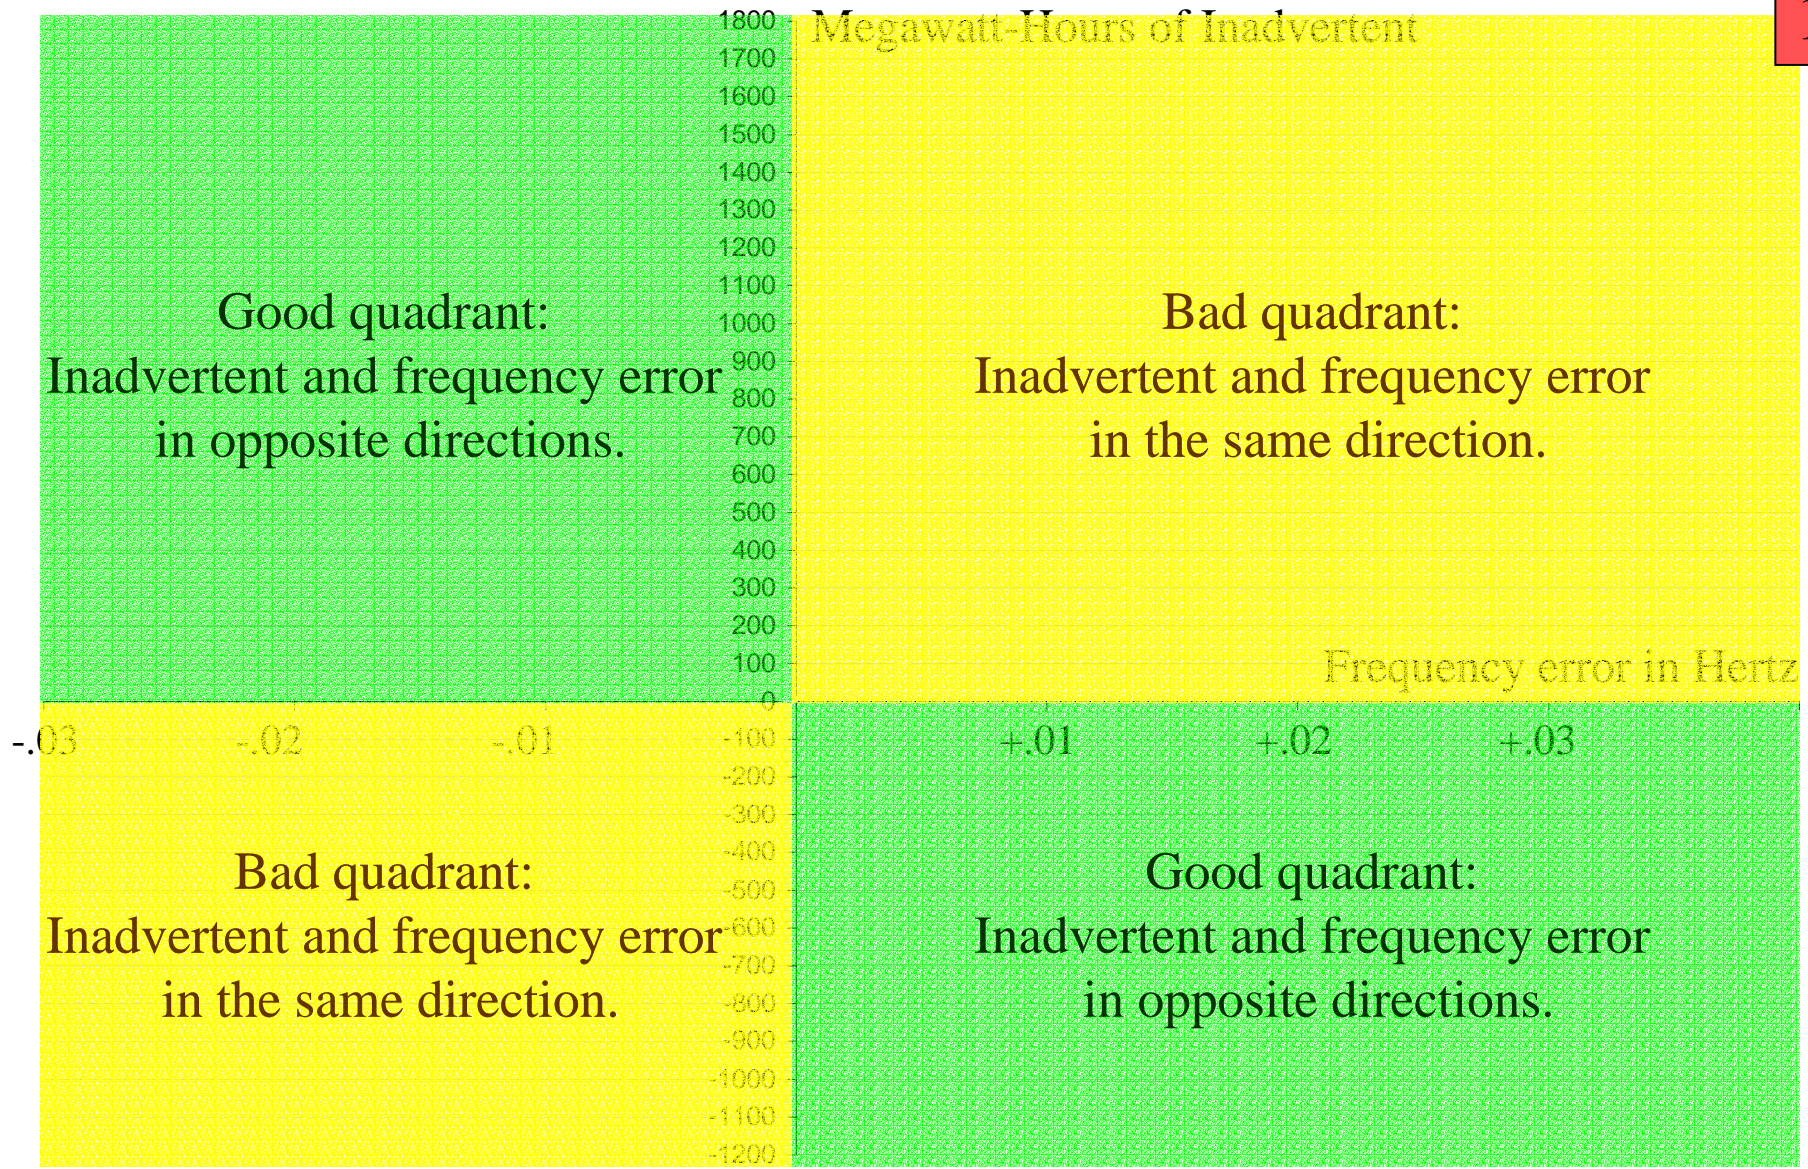 Megawatt-Hours of Inadvertent
1800
1700
1600
1500
1400
1300
1200
1100
1000
900
800
700
600
500
400
300
200
100
0
-100
-200
-300
-400
-500
-600
-700
-800
-900
-1000
-1100
-1200
Good quadrant:
Inadvertent and frequency error
in opposite directions.
Bad quadrant:
Inadvertent and frequency error
in the same direction.
Frequency error in Hertz
-.03 -.02 -.01 +.01 +.02 +.03
Bad quadrant:
Inadvertent and frequency error
in the same direction.
Good quadrant:
Inadvertent and frequency error
in opposite directions.